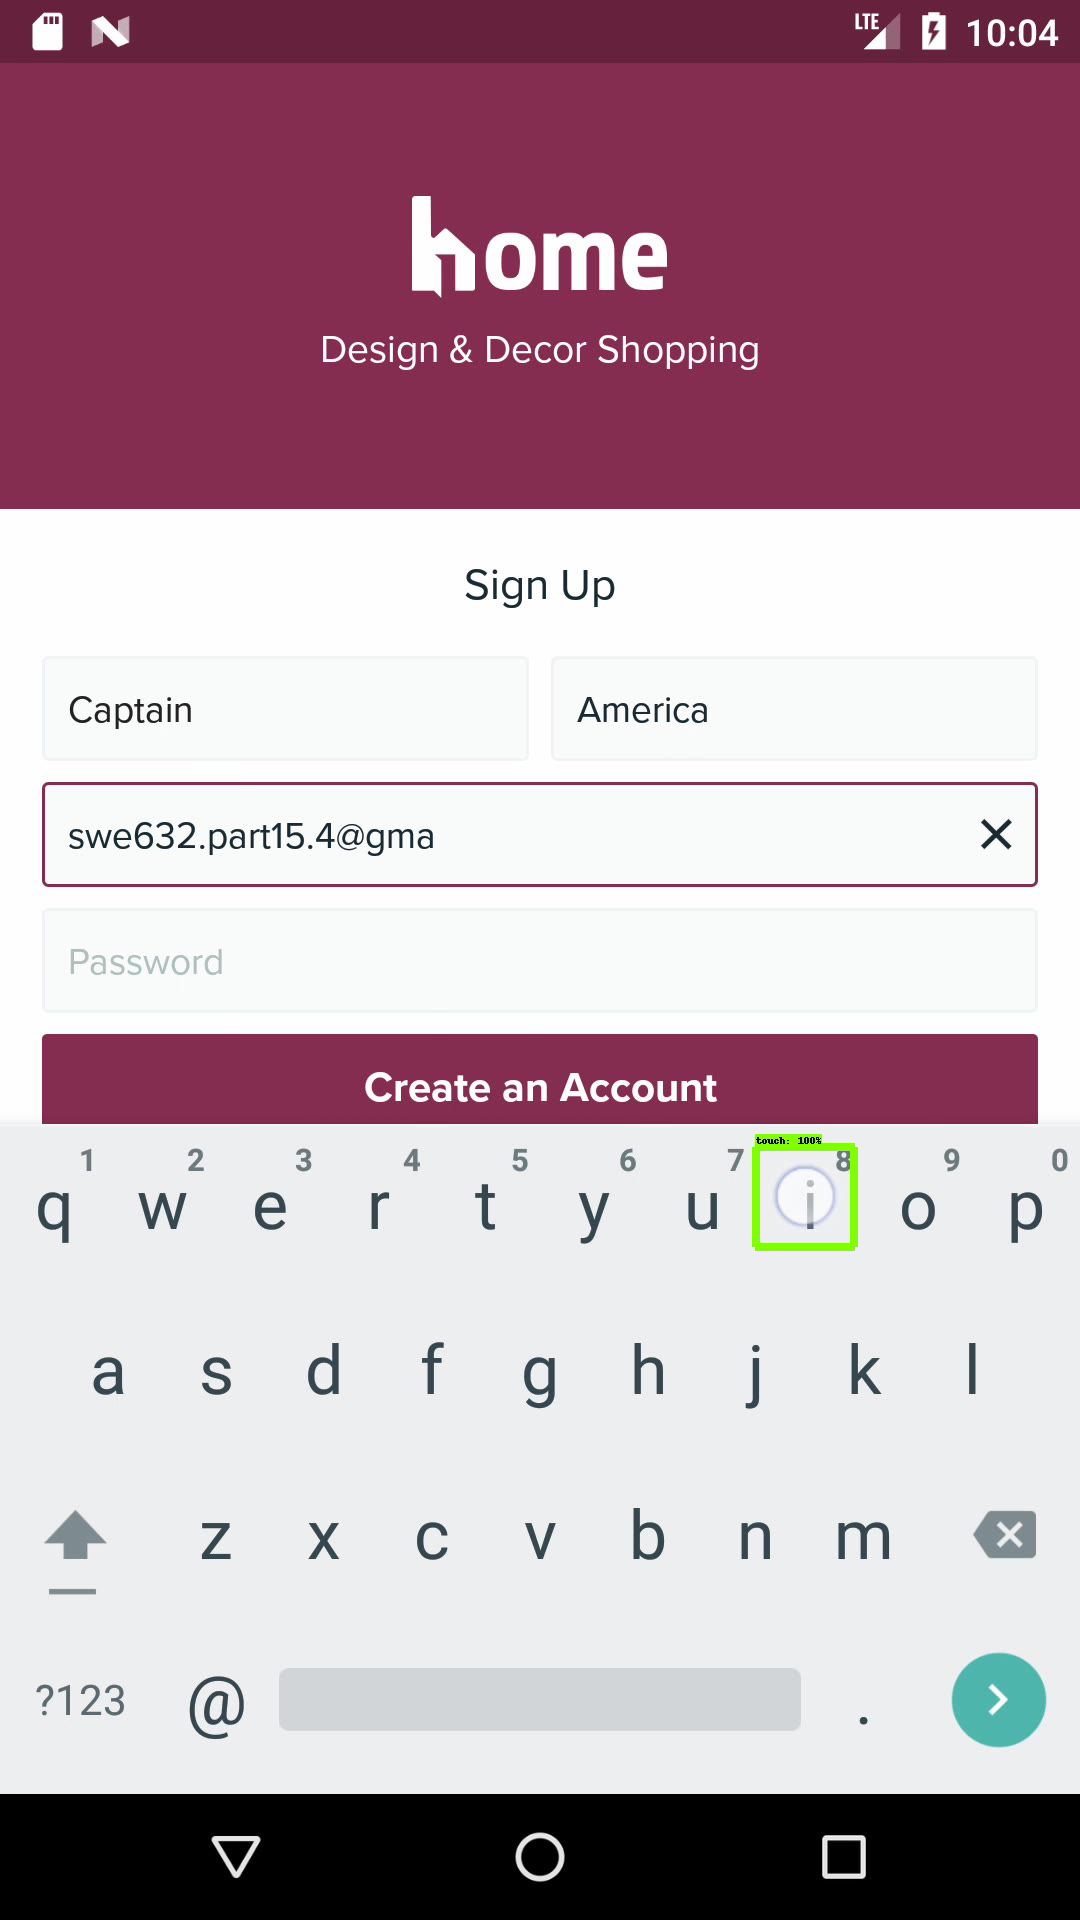 LTE 10:04
home
Design & Decor Shopping
Sign Up
Captain America
swe632.part15.4@gma
Password
Create an Account
touch: 100%
1 2 3 4 5 6 7 8 9 0
q w e r t y u i o p
a s d f g h j k l
z x c v b n m
?123 @ .